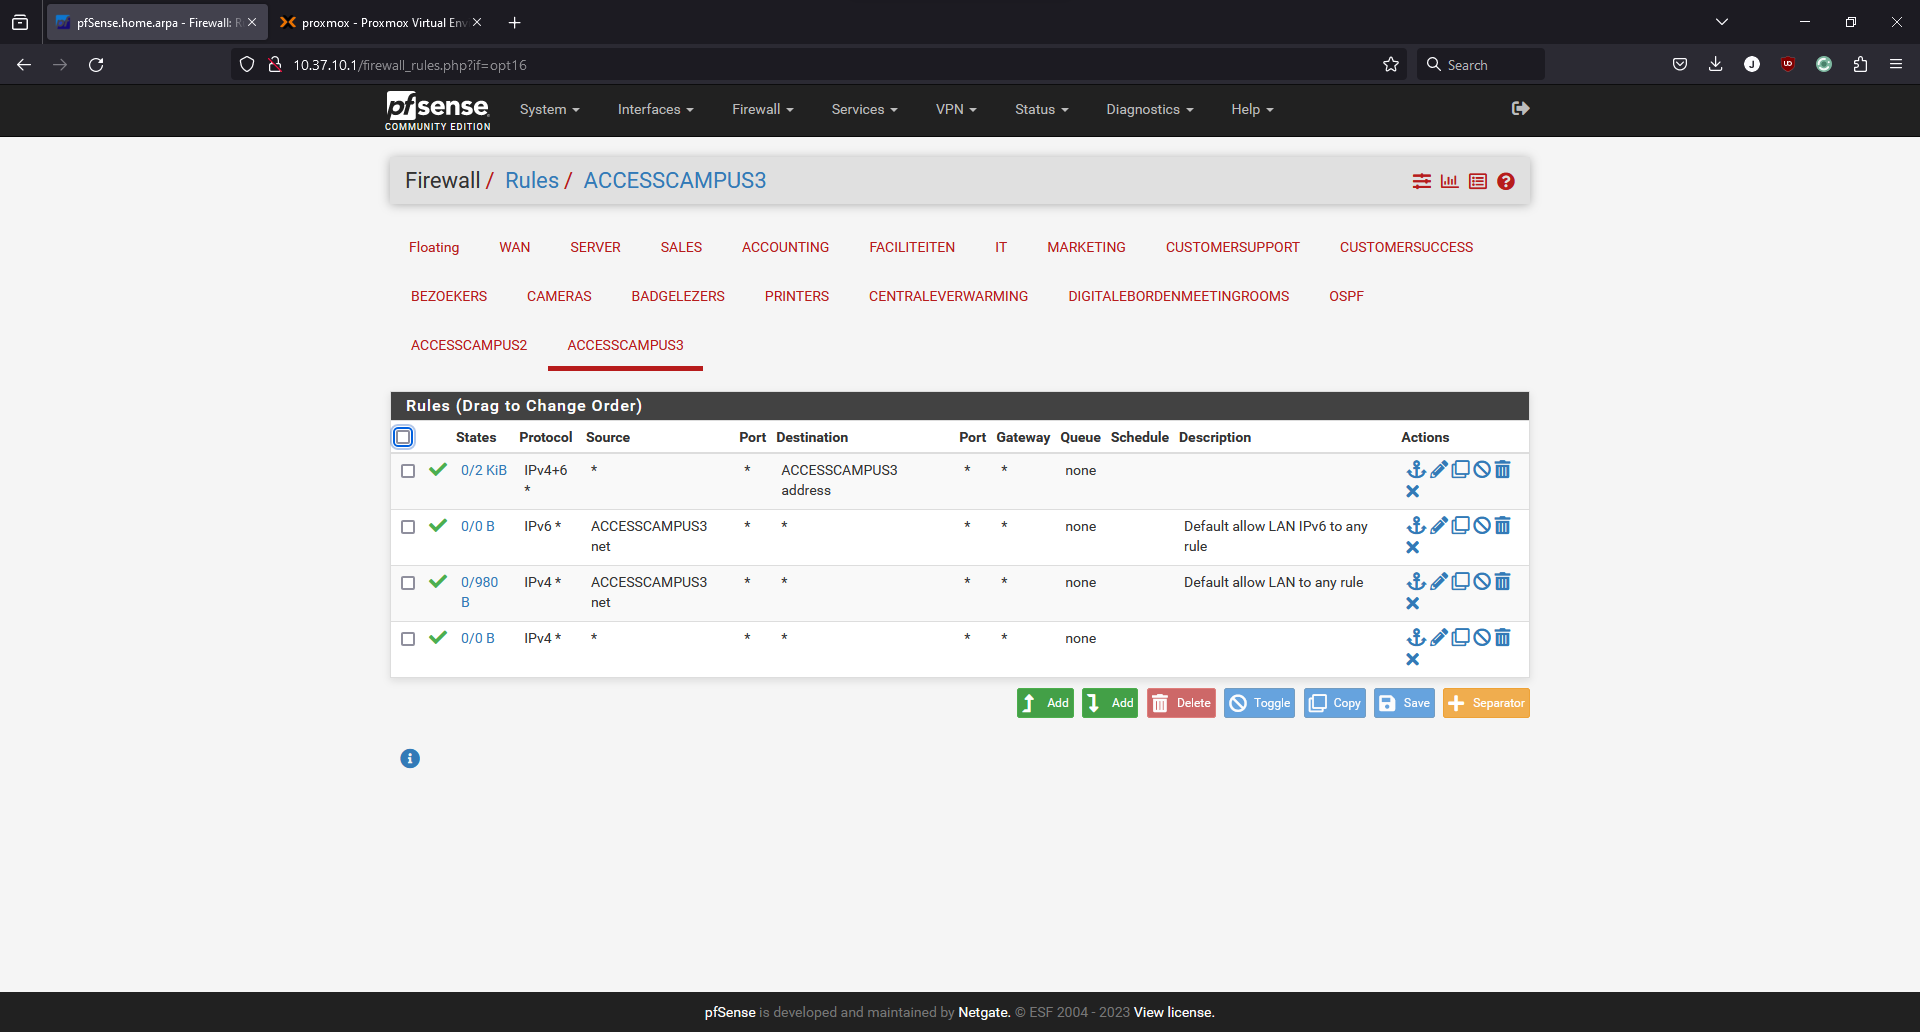 pfSense.home.arpa - Firewall: R
proxmox - Proxmox Virtual Env
10.37.10.1/firewall_rules.php?if=opt16
Search
J
pfsense
COMMUNITY EDITION
System
Interfaces
Firewall
Services
VPN
Status
Diagnostics
Help
Firewall / Rules / ACCESSCAMPUS3
Floating WAN SERVER SALES ACCOUNTING FACILITEITEN IT MARKETING CUSTOMERSUPPORT CUSTOMERSUCCESS
BEZOEKERS CAMERAS BADGELEZERS PRINTERS CENTRALEVERWARMING DIGITALEBORDENMEETINGROOMS OSPF
ACCESSCAMPUS2 ACCESSCAMPUS3
Rules (Drag to Change Order)
States Protocol Source Port Destination Port Gateway Queue Schedule Description Actions
0/2 KiB IPv4+6 * * * ACCESSCAMPUS3 address * * none
0/0 B IPv6 * ACCESSCAMPUS3 net * * * * none Default allow LAN IPv6 to any rule
0/980 B IPv4 * ACCESSCAMPUS3 net * * * * none Default allow LAN to any rule
0/0 B IPv4 * * * * * * none
Add Add Delete Toggle Copy Save Separator
pfSense is developed and maintained by Netgate. © ESF 2004 - 2023 View license.